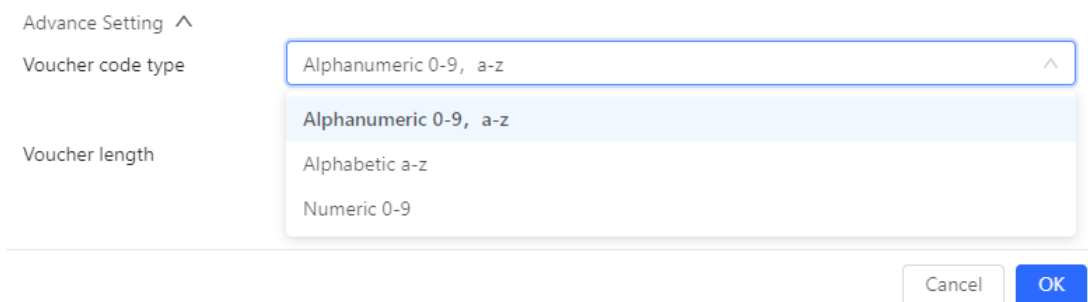 Advance Setting
Voucher code type
Alphanumeric 0-9，a-z
Alphanumeric 0-9，a-z
Voucher length
Alphabetic a-z
Numeric 0-9
Cancel
OK